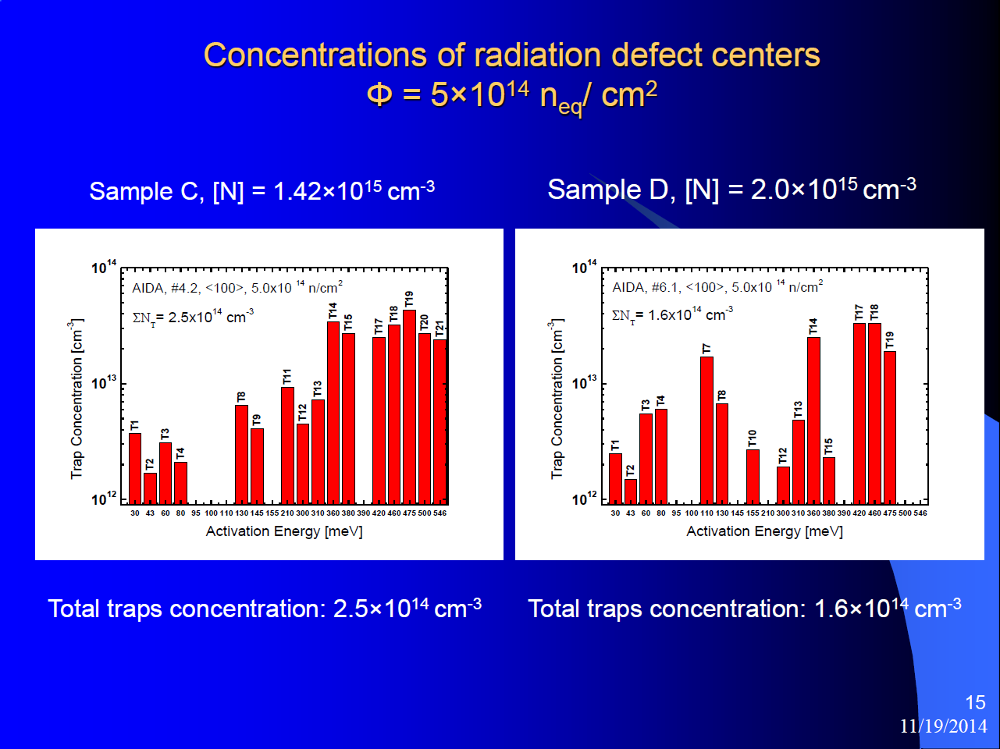 Concentrations of radiation defect centers
Φ = 5×10¹⁴ n_eq/ cm²
Sample C, [N] = 1.42×10¹⁵ cm⁻³
Sample D, [N] = 2.0×10¹⁵ cm⁻³
AIDA, #4.2, <100>, 5.0x10 ¹⁴ n/cm²
ΣN_T= 2.5x10¹⁴ cm⁻³
Trap Concentration [cm⁻³]
10¹⁴
10¹³
10¹²
T1 T2 T3 T4 T8 T9 T11 T12 T13 T14 T15 T17 T18 T19 T20 T21
30 43 60 80 95 100 110 130 145 155 210 300 310 360 380 390 420 460 475 500 546
Activation Energy [meV]
AIDA, #6.1, <100>, 5.0x10 ¹⁴ n/cm²
ΣN_T= 1.6x10¹⁴ cm⁻³
Trap Concentration [cm⁻³]
10¹⁴
10¹³
10¹²
T1 T2 T3 T4 T7 T8 T10 T12 T13 T14 T15 T17 T18 T19
30 43 60 80 95 100 110 130 145 155 210 300 310 360 380 390 420 460 475 500 546
Activation Energy [meV]
Total traps concentration: 2.5×10¹⁴ cm⁻³
Total traps concentration: 1.6×10¹⁴ cm⁻³
15
11/19/2014